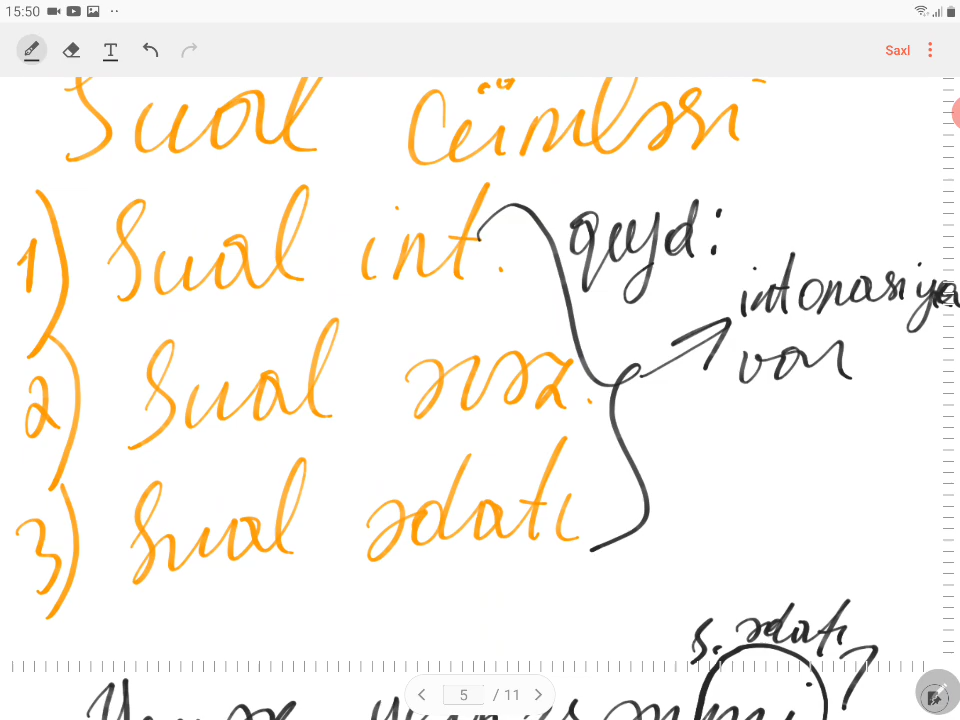 15:50
T
Saxl
Sual Cümləsi
1) Sual int.
qeyd:
intonasiya
var
2) Sual əvəz.
3) Sual ədatı
s. ədatı
5 / 11